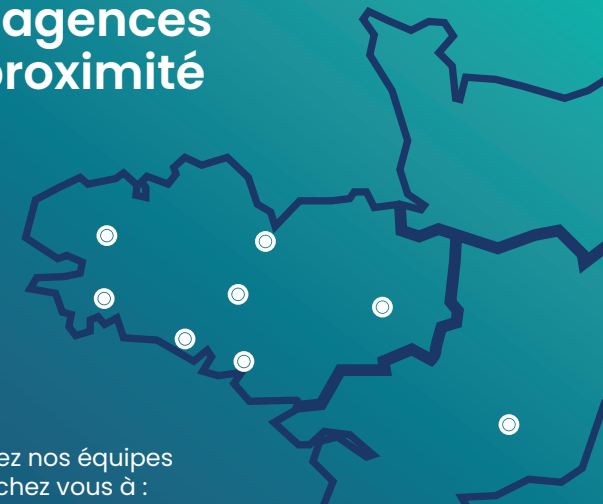 agences
proximité
ez nos équipes
chez vous à :